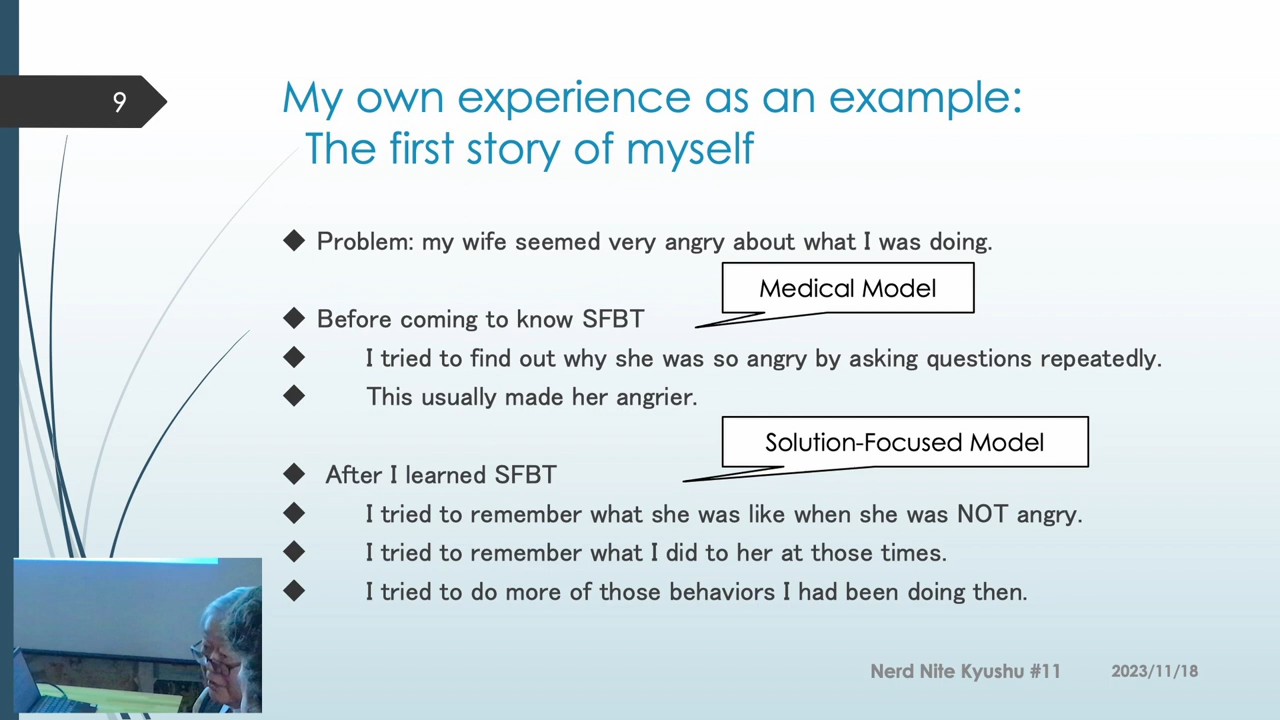 9
My own experience as an example:
The first story of myself
◆ Problem: my wife seemed very angry about what I was doing.
Medical Model
◆ Before coming to know SFBT
◆ I tried to find out why she was so angry by asking questions repeatedly.
◆ This usually made her angrier.
Solution-Focused Model
◆ After I learned SFBT
◆ I tried to remember what she was like when she was NOT angry.
◆ I tried to remember what I did to her at those times.
◆ I tried to do more of those behaviors I had been doing then.
Nerd Nite Kyushu #11 2023/11/18